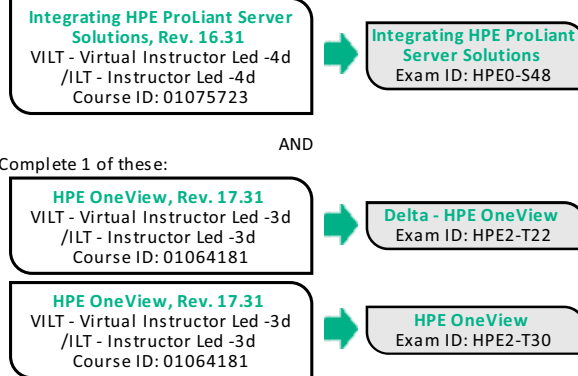 Integrating HPE ProLiant Server
Solutions, Rev. 16.31
VILT - Virtual Instructor Led -4d
/ILT - Instructor Led -4d
Course ID: 01075723
Integrating HPE ProLiant
Server Solutions
Exam ID: HPE0-S48
AND
Complete 1 of these:
HPE OneView, Rev. 17.31
VILT - Virtual Instructor Led -3d
/ILT - Instructor Led -3d
Course ID: 01064181
Delta - HPE OneView
Exam ID: HPE2-T22
HPE OneView, Rev. 17.31
VILT - Virtual Instructor Led -3d
/ILT - Instructor Led -3d
Course ID: 01064181
HPE OneView
Exam ID: HPE2-T30